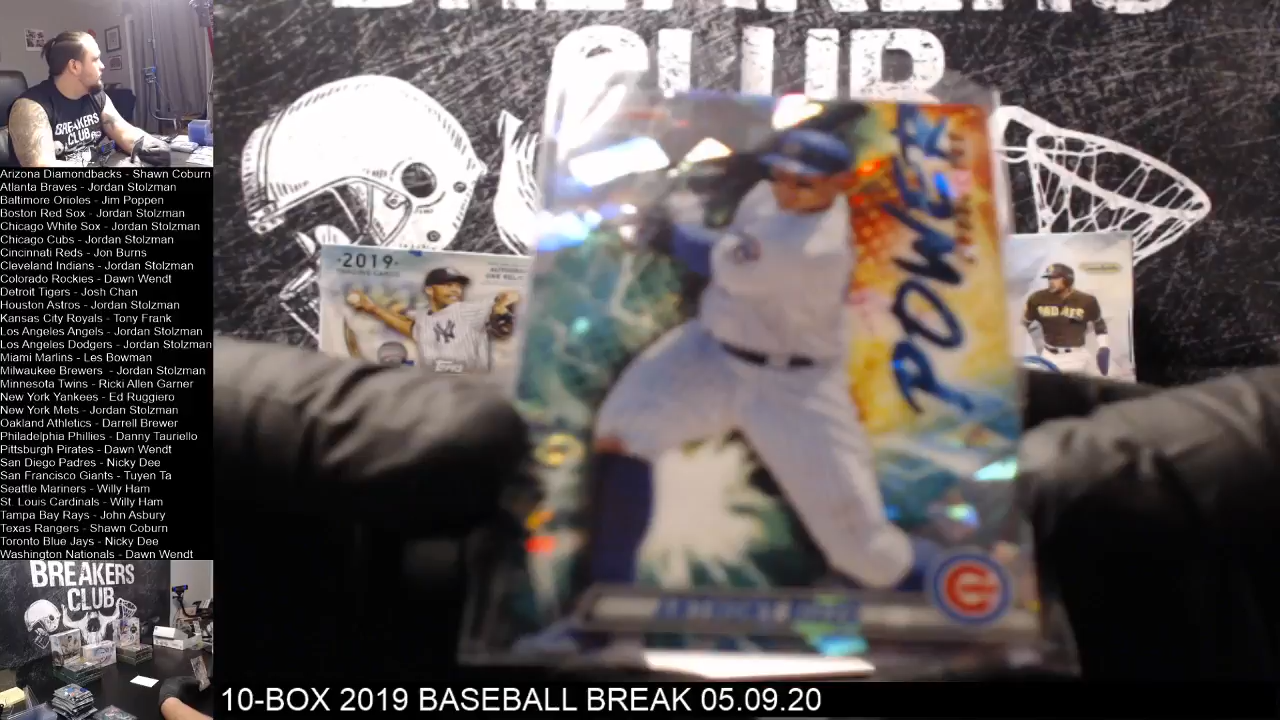 BREAKERS
CLUB
BREAKERS
CLUB
Arizona Diamondbacks - Shawn Coburn
Atlanta Braves - Jordan Stolzman
Baltimore Orioles - Jim Poppen
Boston Red Sox - Jordan Stolzman
Chicago White Sox - Jordan Stolzman
Chicago Cubs - Jordan Stolzman
Cincinnati Reds - Jon Burns
Cleveland Indians - Jordan Stolzman
Colorado Rockies - Dawn Wendt
Detroit Tigers - Josh Chan
Houston Astros - Jordan Stolzman
Kansas City Royals - Tony Frank
Los Angeles Angels - Jordan Stolzman
Los Angeles Dodgers - Jordan Stolzman
Miami Marlins - Les Bowman
Milwaukee Brewers - Jordan Stolzman
Minnesota Twins - Ricki Allen Garner
New York Yankees - Ed Ruggiero
New York Mets - Jordan Stolzman
Oakland Athletics - Darrell Brewer
Philadelphia Phillies - Danny Tauriello
Pittsburgh Pirates - Dawn Wendt
San Diego Padres - Nicky Dee
San Francisco Giants - Tuyen Ta
Seattle Mariners - Willy Ham
St. Louis Cardinals - Willy Ham
Tampa Bay Rays - John Asbury
Texas Rangers - Shawn Coburn
Toronto Blue Jays - Nicky Dee
Washington Nationals - Dawn Wendt
2019
TRADING CARDS
TOPPS
POWER
PADRES
C
BREAKERS
CLUB
10-BOX 2019 BASEBALL BREAK 05.09.20